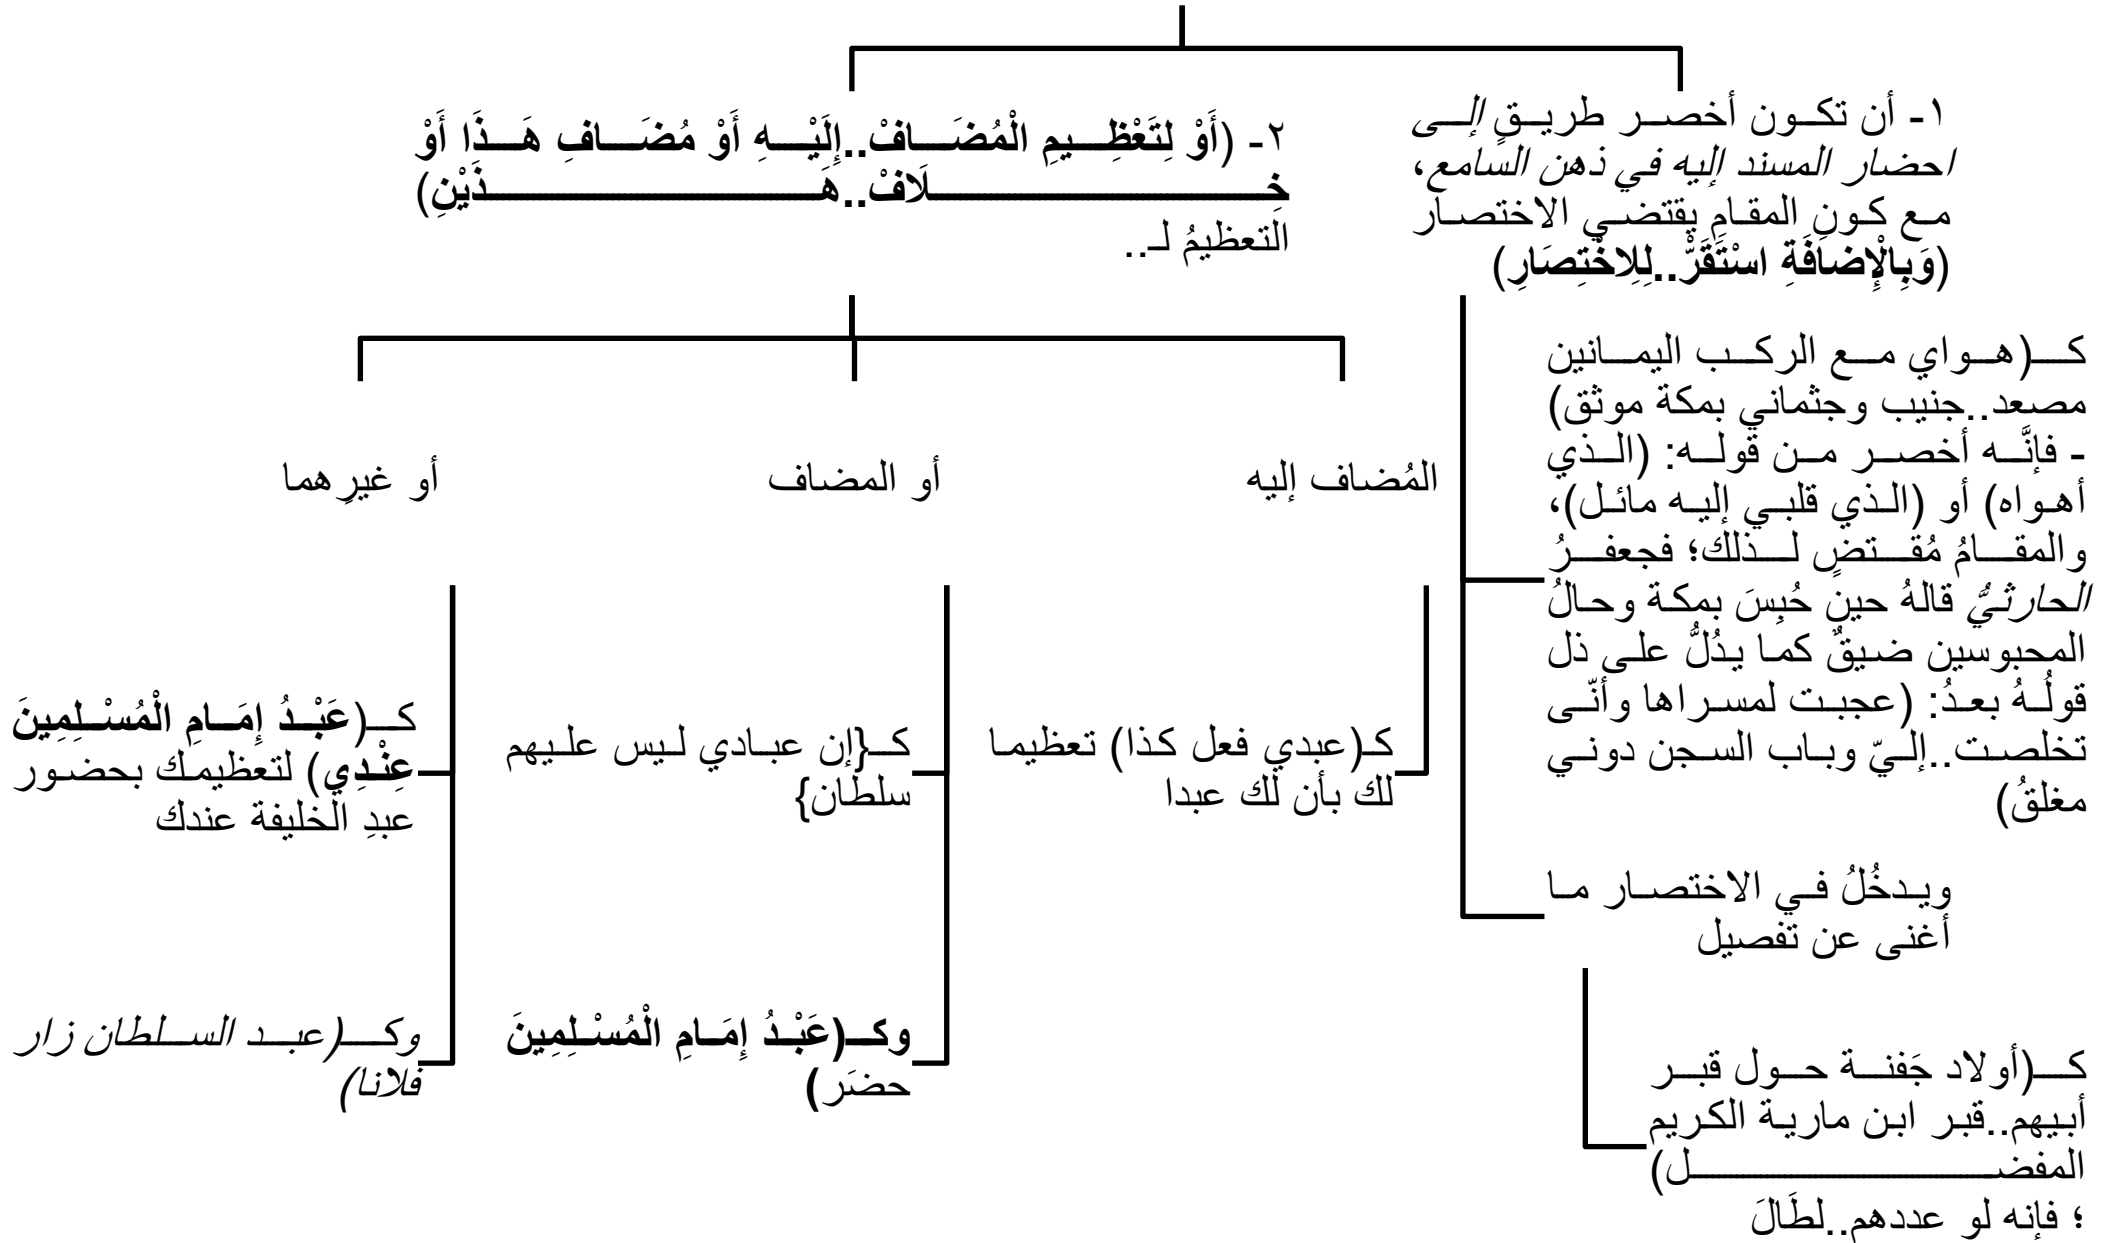 ١- أن تكون أخصر طريقٍ إلى
احضار المسند إليه في ذهن السامع،
مع كونِ المقامِ يقتضي الاختصار
(وَبِالْإِضَافَةِ اسْتَقَرّْ..لِلِاخْتِصَارِ)
كـ(هواي مع الركب اليمانين
مصعد..جنيب وجثماني بمكة موثق)
- فإنَّه أخصر من قوله: (الذي
أهواه) أو (الذي قلبي إليه مائل)،
والمقامُ مُقتضٍ لذلك؛ فجعفرُ
الحارثيُّ قالهُ حين حُبِسَ بمكة وحالُ
المحبوسين ضيقٌ كما يدُلُّ على ذل
قولُهُ بعدُ: (عجبت لمسراها وأنّى
تخلصت..إليّ وباب السجن دوني
مغلقُ)
ويدخُلُ في الاختصار ما
أغنى عن تفصيل
كـ(أولاد جَفنة حول قبر
أبيهم..قبر ابن مارية الكريم
المفضل)
؛ فإنه لو عددهم..لطَالَ
٢- (أَوْ لِتَعْظِيمِ الْمُضَافْ..إِلَيْهِ أَوْ مُضَافِ هَذَا أَوْ
خِلَافْ..هَذَيْنِ)
التعظيمُ لـ..
المُضاف إليه
كـ(عبدي فعل كذا) تعظيما
لك بأن لك عبدا
أو المضاف
كـ{إن عبادي ليس عليهم
سلطان}
وكـ(عَبْدُ إِمَامِ الْمُسْلِمِينَ
حضَر)
أو غيرِهما
كـ(عَبْدُ إِمَامِ الْمُسْلِمِينَ
عِنْدِي) لتعظيمك بحضور
عبدِ الخليفة عندك
وكـ(عبد السلطان زار
فلانا)